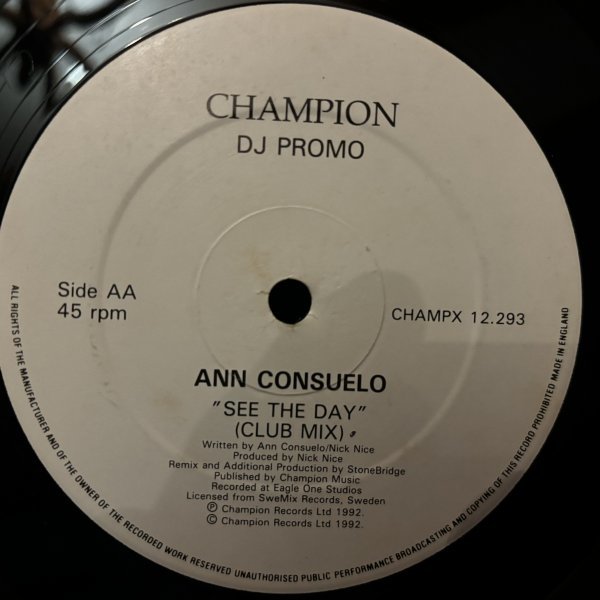 CHAMPION
DJ PROMO
Side AA
45 rpm
CHAMPX 12.293
ANN CONSUELO
"SEE THE DAY"
(CLUB MIX)
Written by Ann Consuelo/Nick Nice
Produced by Nick Nice
Remix and Additional Production by StoneBridge
Published by Champion Music
Recorded at Eagle One Studios
Licensed from SweMix Records, Sweden
Ⓟ Champion Records Ltd 1992.
© Champion Records Ltd 1992.
ALL RIGHTS OF THE MANUFACTURER AND OF THE OWNER OF THE RECORDED WORK RESERVED UNAUTHORISED PUBLIC PERFORMANCE BROADCASTING AND COPYING OF THIS RECORD PROHIBITED MADE IN ENGLAND